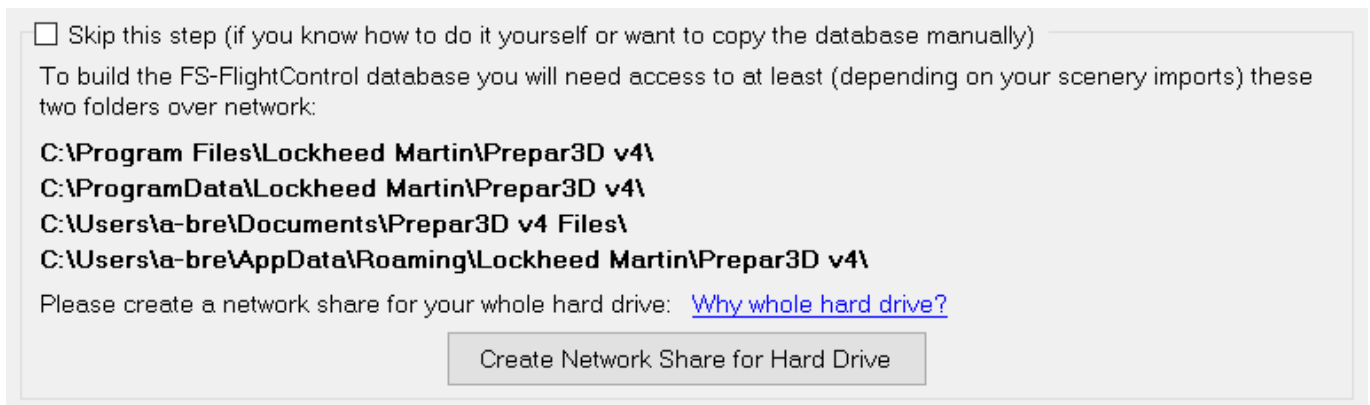 Skip this step (if you know how to do it yourself or want to copy the database manually)
To build the FS-FlightControl database you will need access to at least (depending on your scenery imports) these
two folders over network:
C:\Program Files\Lockheed Martin\Prepar3D v4\
C:\ProgramData\Lockheed Martin\Prepar3D v4\
C:\Users\a-bre\Documents\Prepar3D v4 Files\
C:\Users\a-bre\AppData\Roaming\Lockheed Martin\Prepar3D v4\
Please create a network share for your whole hard drive: Why whole hard drive?
Create Network Share for Hard Drive